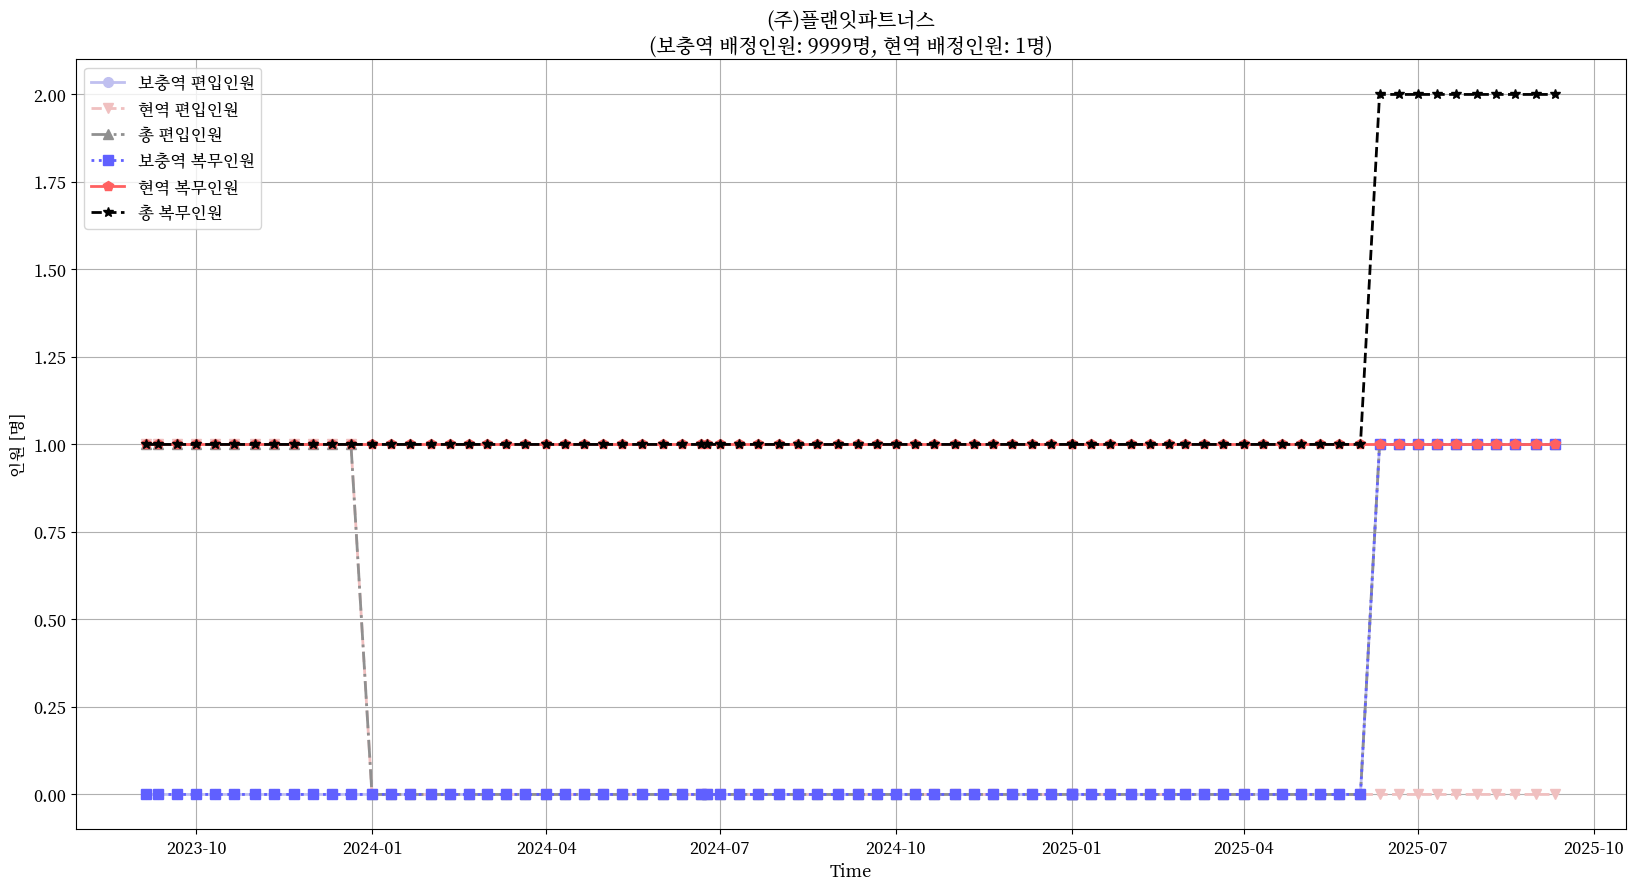 (주)플랜잇파트너스
(보충역 배정인원: 9999명, 현역 배정인원: 1명)
보충역 편입인원
현역 편입인원
총 편입인원
보충역 복무인원
현역 복무인원
총 복무인원
2.00
1.75
1.50
1.25
1.00
0.75
0.50
0.25
0.00
인원 [명]
2023-10
2024-01
2024-04
2024-07
2024-10
2025-01
2025-04
2025-07
2025-10
Time